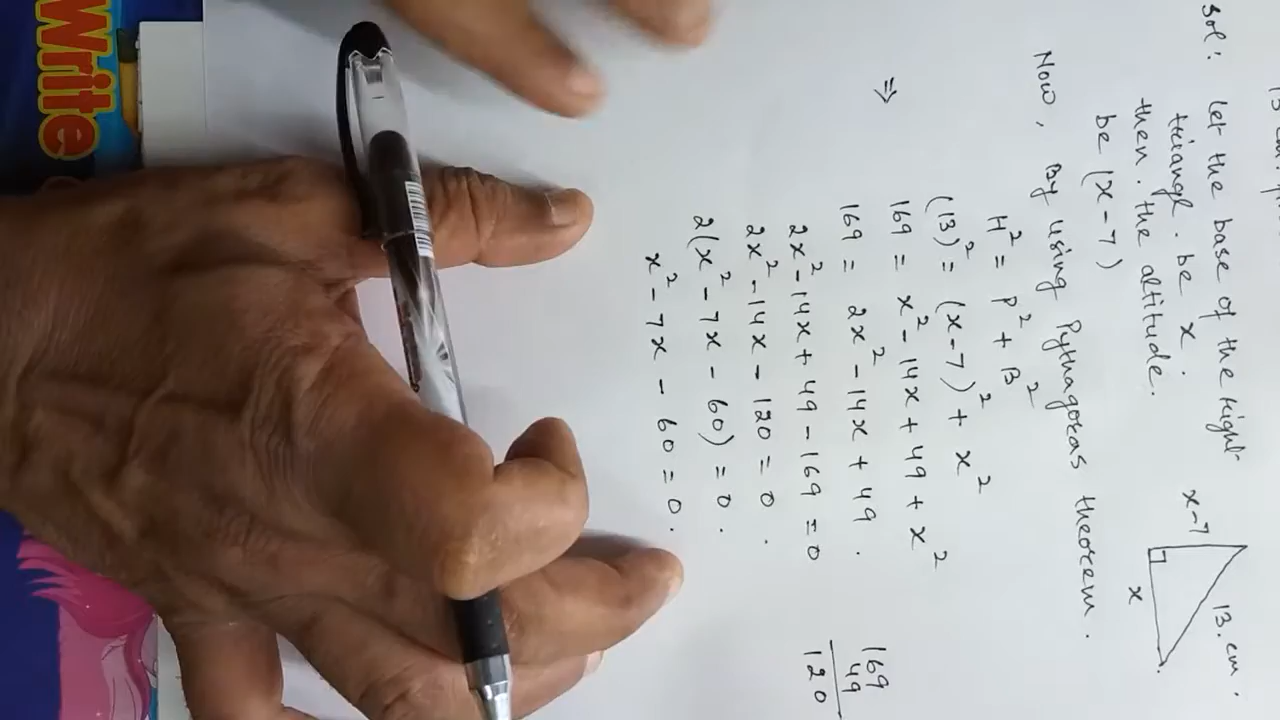 13 cm
Sol: let the base of the right-
triangl. be x.
then. the altitude.
be (x-7)
x-7
13.cm.
x
Now, By using Pythagoras theorem.
H² = P² + B²
(13)² = (x-7)² + x²
⇒ 169 = x² - 14x + 49 + x²
169 = 2x² - 14x + 49.
2x² - 14x + 49 - 169 = 0
2x² - 14x - 120 = 0.
2(x² - 7x - 60) = 0.
x² - 7x - 60 = 0.
169
49
120
Write